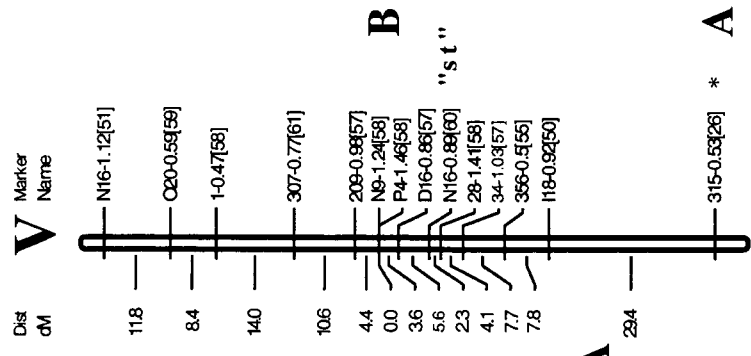 Dist
cM
V
Marker
Name
11.8
8.4
14.0
10.6
4.4
0.0
3.6
5.6
2.3
4.1
7.7
7.8
29.4
N16-1.12[51]
O20-0.59[59]
1-0.47[58]
307-0.77[61]
209-0.98[57]
N9-1.24[58]
P4-1.46[58]
D16-0.86[57]
N16-0.89[60]
28-1.41[58]
34-1.03[57]
356-0.5[55]
I18-0.92[50]
315-0.53[26] *
B
"st"
A
A